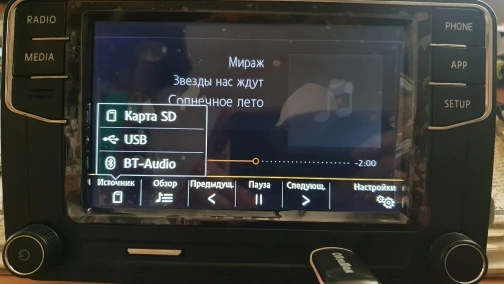 RADIO
MEDIA
PHONE
APP
SETUP
Мираж
Звезды нас ждут
Солнечное лето
Карта SD
USB
BT-Audio
-2:00
Источник
Обзор
Предыдущ.
Пауза
Следующ.
Настройки